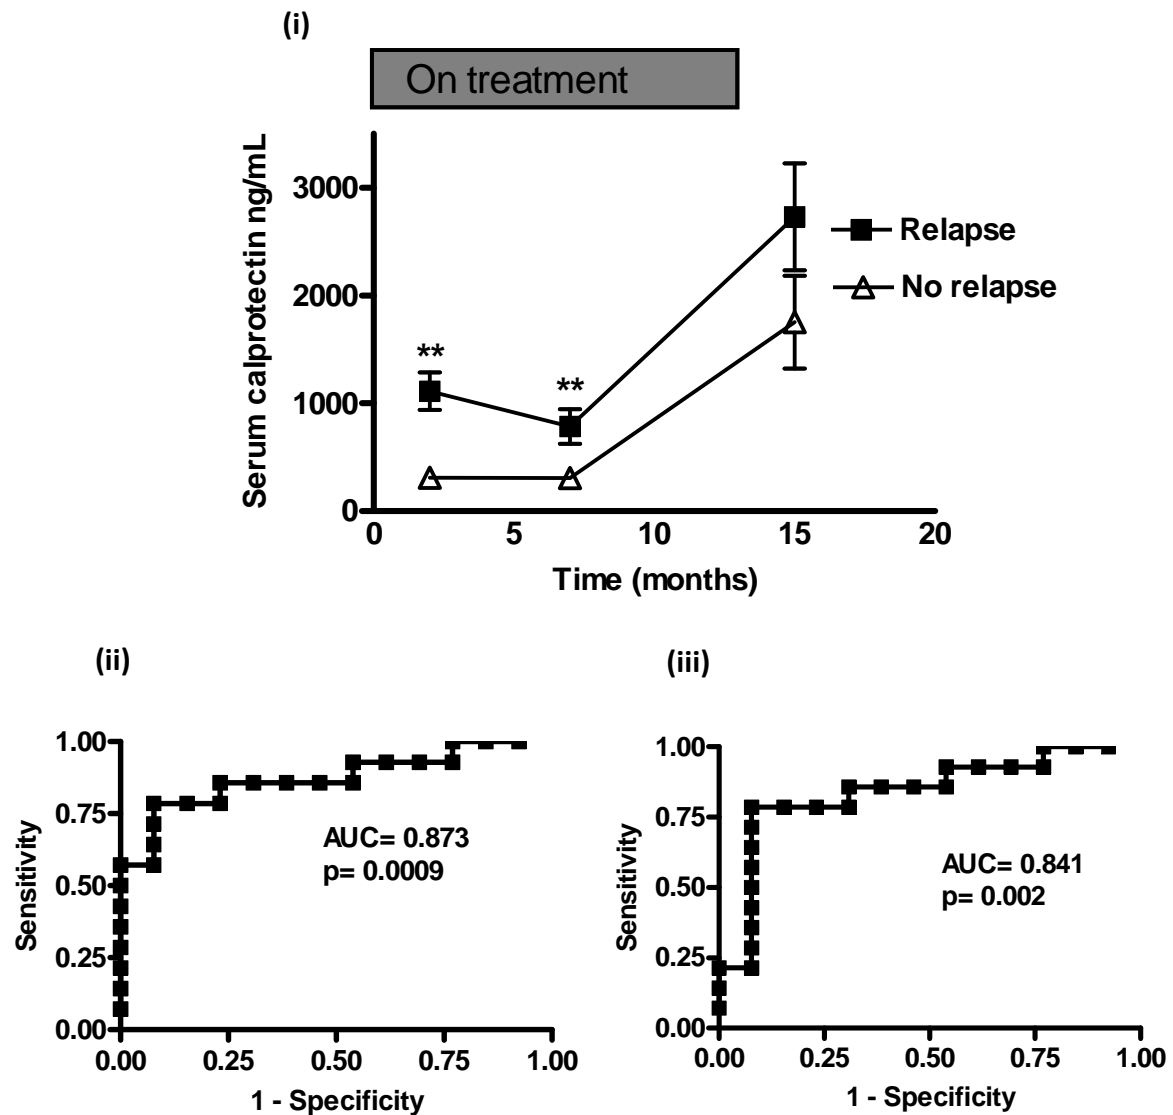 (i)
On treatment
Serum calprotectin ng/mL
3000
2000
1000
0
**
**
Relapse
No relapse
0 5 10 15 20
Time (months)
(ii)
Sensitivity
1.00
0.75
0.50
0.25
0.00
AUC= 0.873
p= 0.0009
0.00 0.25 0.50 0.75 1.00
1 - Specificity
(iii)
Sensitivity
1.00
0.75
0.50
0.25
0.00
AUC= 0.841
p= 0.002
0.00 0.25 0.50 0.75 1.00
1 - Specificity